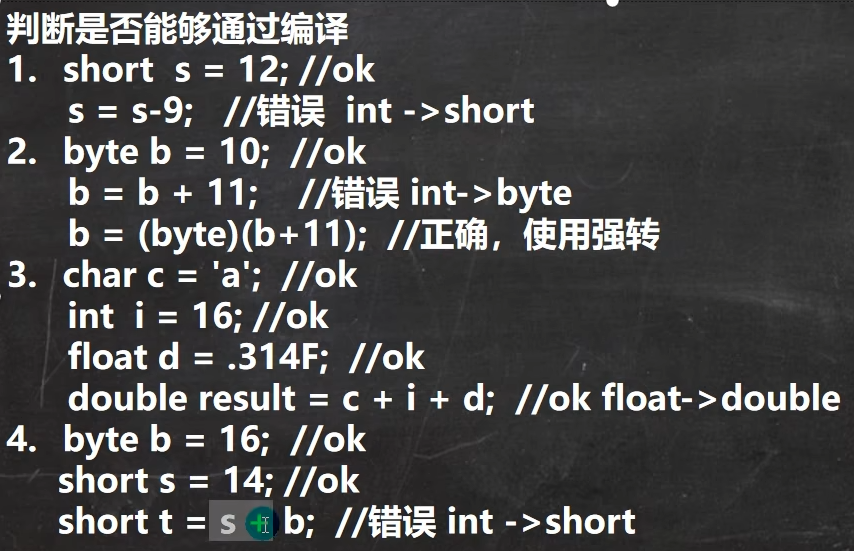 判断是否能够通过编译
1. short s = 12; //ok
s = s-9; //错误 int ->short
2. byte b = 10; //ok
b = b + 11; //错误 int->byte
b = (byte)(b+11); //正确，使用强转
3. char c = 'a'; //ok
int i = 16; //ok
float d = .314F; //ok
double result = c + i + d; //ok float->double
4. byte b = 16; //ok
short s = 14; //ok
short t = s + b; //错误 int ->short